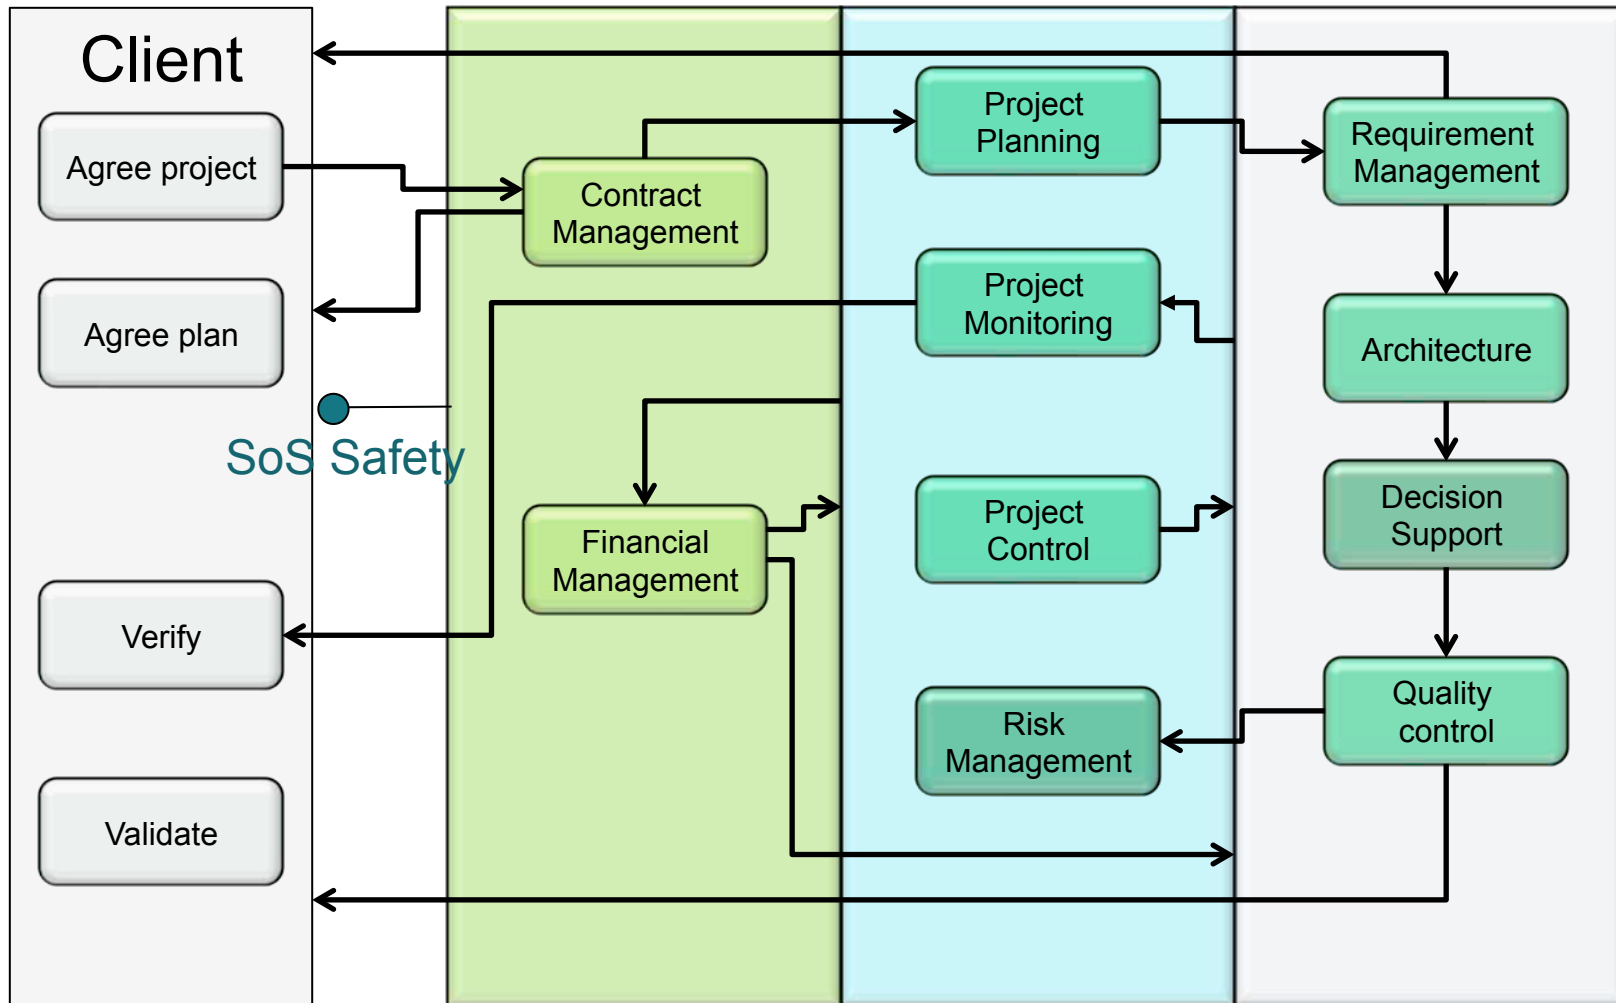 Client
Agree project
Agree plan
SoS Safety
Verify
Validate
Contract
Management
Financial
Management
Project
Planning
Project
Monitoring
Project
Control
Risk
Management
Requirement
Management
Architecture
Decision
Support
Quality
control